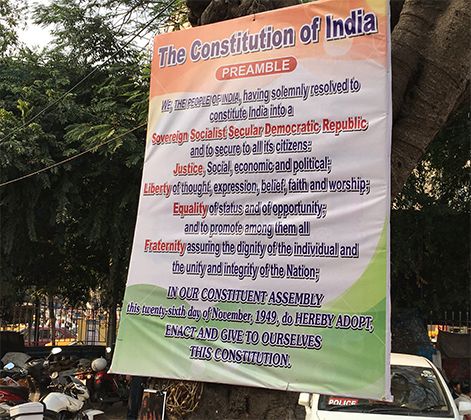 The Constitution of India
PREAMBLE
WE, THE PEOPLE OF INDIA, having solemnly resolved to
constitute India into a
Sovereign Socialist Secular Democratic Republic
and to secure to all its citizens:
Justice, Social, economic and political;
Liberty of thought, expression, belief, faith and worship;
Equality of status and of opportunity;
and to promote among them all
Fraternity assuring the dignity of the individual and
the unity and integrity of the Nation;
IN OUR CONSTITUENT ASSEMBLY
this twenty-sixth day of November, 1949, do HEREBY ADOPT,
ENACT AND GIVE TO OURSELVES
THIS CONSTITUTION.
POLICE